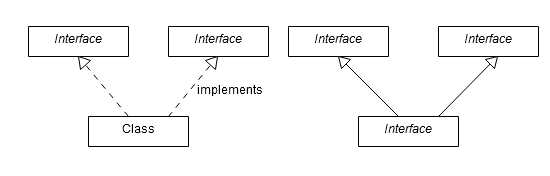 Interface
Interface
Interface
Interface
implements
Class
Interface